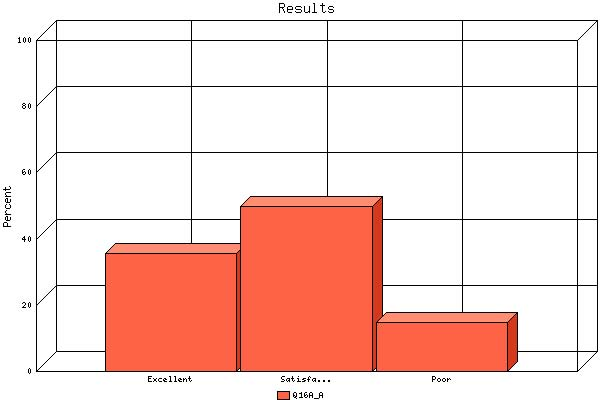 Results
100
80
60
40
20
0
Percent
Excellent Satisfa... Poor
Q16A_A